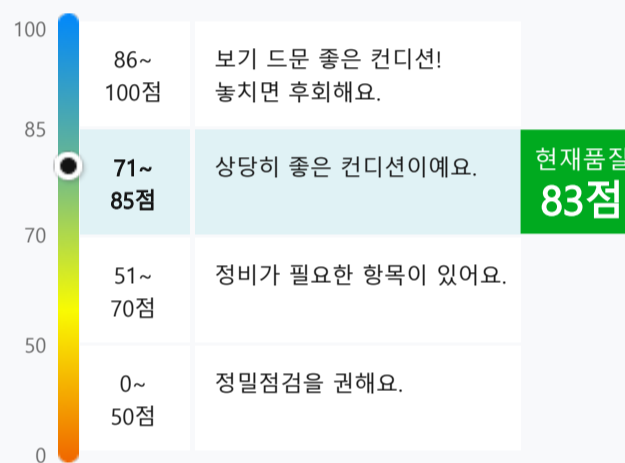 100
86~
100점
보기 드문 좋은 컨디션!
놓치면 후회해요.
85
71~
85점
상당히 좋은 컨디션이예요.
현재품질
83점
70
51~
70점
정비가 필요한 항목이 있어요.
50
0~
50점
정밀점검을 권해요.
0